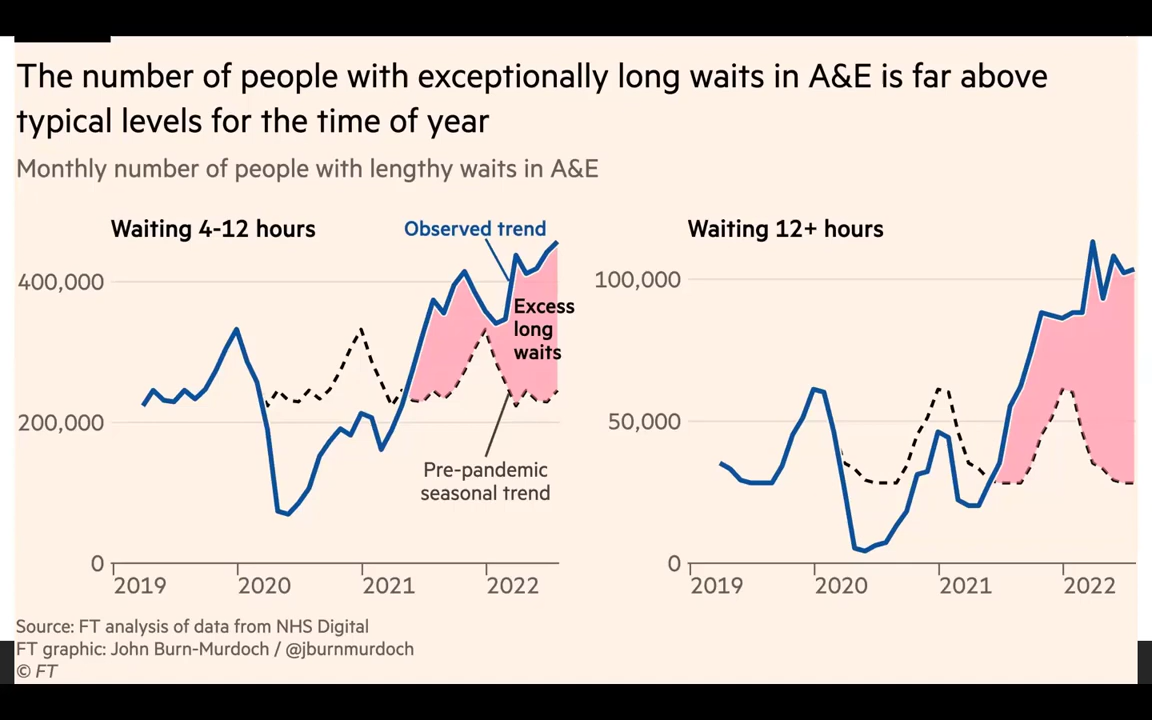 The number of people with exceptionally long waits in A&E is far above
typical levels for the time of year
Monthly number of people with lengthy waits in A&E
Waiting 4-12 hours
Observed trend
400,000
Excess
long
waits
200,000
Pre-pandemic
seasonal trend
0
2019
2020
2021
2022
Waiting 12+ hours
100,000
50,000
0
2019
2020
2021
2022
Source: FT analysis of data from NHS Digital
FT graphic: John Burn-Murdoch / @jburnmurdoch
© FT